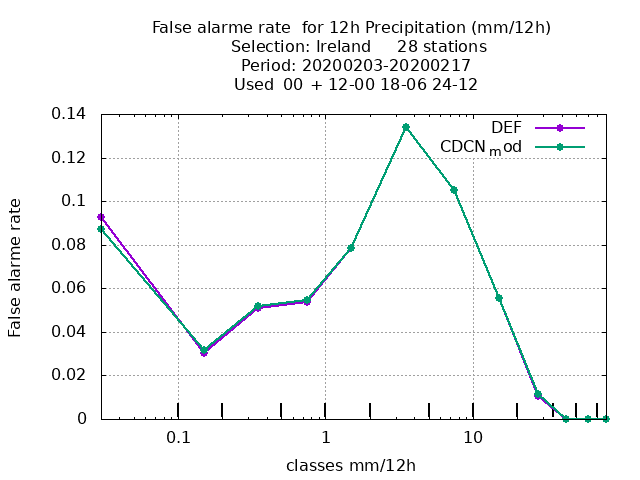 False alarme rate  for 12h Precipitation (mm/12h)
Selection: Ireland     28 stations
Period: 20200203-20200217
Used  00  + 12-00 18-06 24-12
DEF
CDCN_mod
False alarme rate
0.14
0.12
0.1
0.08
0.06
0.04
0.02
0
0.1
1
10
classes mm/12h